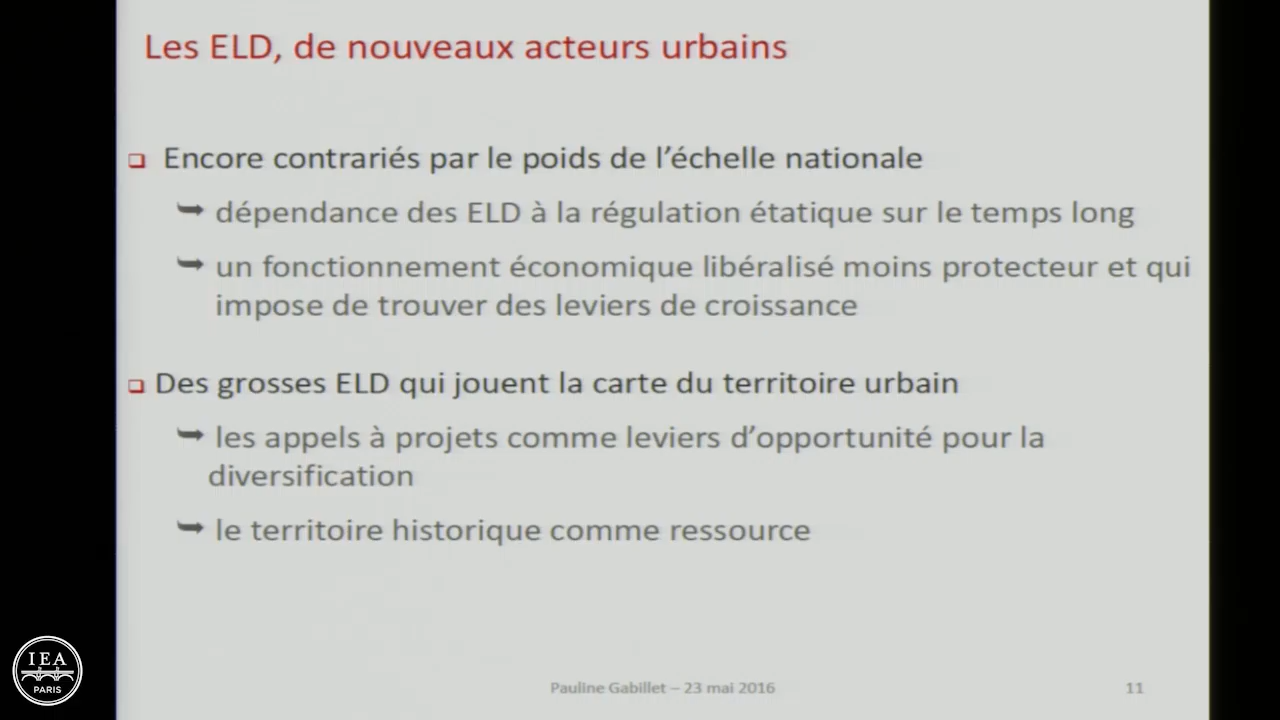 Les ELD, de nouveaux acteurs urbains
Encore contrariés par le poids de l’échelle nationale
dépendance des ELD à la régulation étatique sur le temps long
un fonctionnement économique libéralisé moins protecteur et qui
impose de trouver des leviers de croissance
Des grosses ELD qui jouent la carte du territoire urbain
les appels à projets comme leviers d’opportunité pour la
diversification
le territoire historique comme ressource
Pauline Gabillet – 23 mai 2016
11
IEA
PARIS